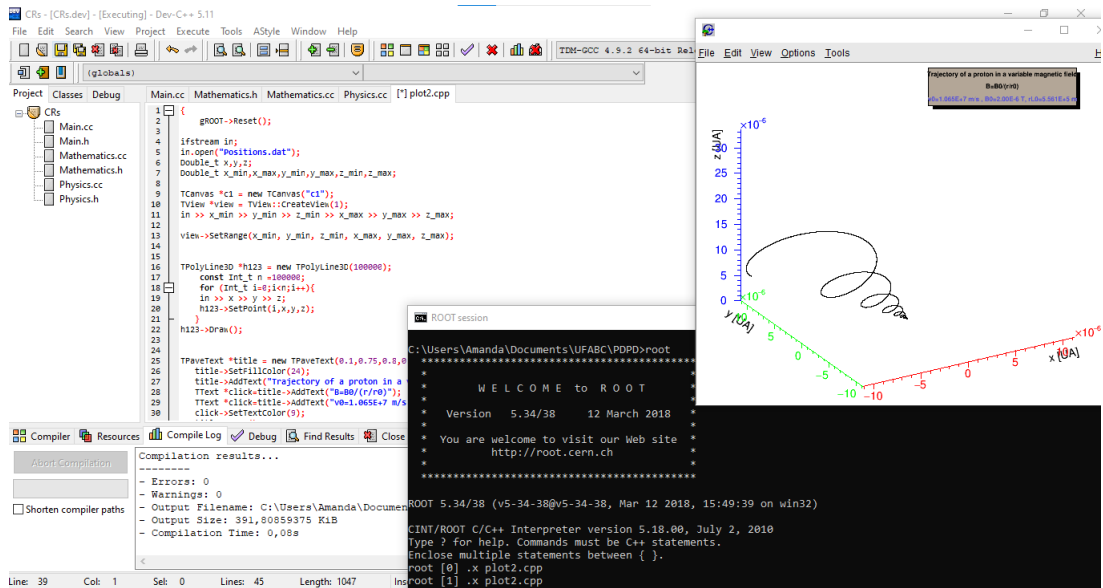 CRs - [CRs.dev] - [Executing] - Dev-C++ 5.11
File Edit Search View Project Execute Tools AStyle Window Help
TDM-GCC 4.9.2 64-bit Rel
(globals)
Project Classes Debug
CRs
Main.cc
Main.h
Mathematics.cc
Mathematics.h
Physics.cc
Physics.h
Main.cc Mathematics.h Mathematics.cc Physics.cc [*] plot2.cpp
1 {
2 gROOT->Reset();
3
4 ifstream in;
5 in.open("Positions.dat");
6 Double_t x,y,z;
7 Double_t x_min,x_max,y_min,y_max,z_min,z_max;
8
9 TCanvas *c1 = new TCanvas("c1");
10 TView *view = TView::CreateView(1);
11 in >> x_min >> y_min >> z_min >> x_max >> y_max >> z_max;
12
13 view->SetRange(x_min, y_min, z_min, x_max, y_max, z_max);
14
15
16 TPolyLine3D *h123 = new TPolyLine3D(100000);
17 const Int_t n =100000;
18 for (Int_t i=0;i<n;i++){
19 in >> x >> y >> z;
20 h123->SetPoint(i,x,y,z);
21 }
22 h123->Draw();
23
24
25 TPaveText *title = new TPaveText(0.1,0.75,0.8,0
26 title->SetFillColor(24);
27 title->AddText("Trajectory of a proton in a v
28 title->AddText("B=B0/(r/r0)");
29 TText *click=title->AddText("v0=1.065E+7 m/s
30 click->SetTextColor(9);
Compiler Resources Compile Log Debug Find Results Close
Abort Compilation
Shorten compiler paths
Compilation results...
--------
- Errors: 0
- Warnings: 0
- Output Filename: C:\Users\Amanda\Documen
- Output Size: 391,80859375 KiB
- Compilation Time: 0,08s
Line: 39 Col: 1 Sel: 0 Lines: 45 Length: 1047 Ins
File Edit View Options Tools H
Trajectory of a proton in a variable magnetic field
B=B0/(r/r0)
v0=1.065E+7 m/s , B0=2.00E-6 T, rL0=5.561E+5 m
z [UA]
×10⁻⁶
30
25
20
15
10
5
0
y [UA]
×10⁻⁶
10
5
0
−5
−10
x [UA]
×10⁻⁶
−10
−5
0
5
10
ROOT session
C:\Users\Amanda\Documents\UFABC\PDPD>root
*******************************************
* *
* W E L C O M E to R O O T *
* *
* Version 5.34/38 12 March 2018 *
* *
* You are welcome to visit our Web site *
* http://root.cern.ch *
* *
*******************************************
ROOT 5.34/38 (v5-34-38@v5-34-38, Mar 12 2018, 15:49:39 on win32)
CINT/ROOT C/C++ Interpreter version 5.18.00, July 2, 2010
Type ? for help. Commands must be C++ statements.
Enclose multiple statements between { }.
root [0] .x plot2.cpp
root [1] .x plot2.cpp